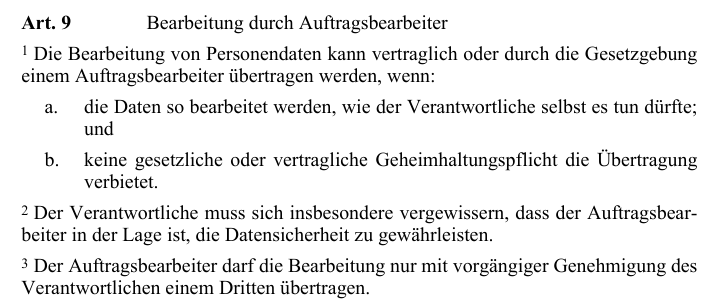 Art. 9 Bearbeitung durch Auftragsbearbeiter
1 Die Bearbeitung von Personendaten kann vertraglich oder durch die Gesetzgebung
einem Auftragsbearbeiter übertragen werden, wenn:
a. die Daten so bearbeitet werden, wie der Verantwortliche selbst es tun dürfte;
und
b. keine gesetzliche oder vertragliche Geheimhaltungspflicht die Übertragung
verbietet.
2 Der Verantwortliche muss sich insbesondere vergewissern, dass der Auftragsbear-
beiter in der Lage ist, die Datensicherheit zu gewährleisten.
3 Der Auftragsbearbeiter darf die Bearbeitung nur mit vorgängiger Genehmigung des
Verantwortlichen einem Dritten übertragen.